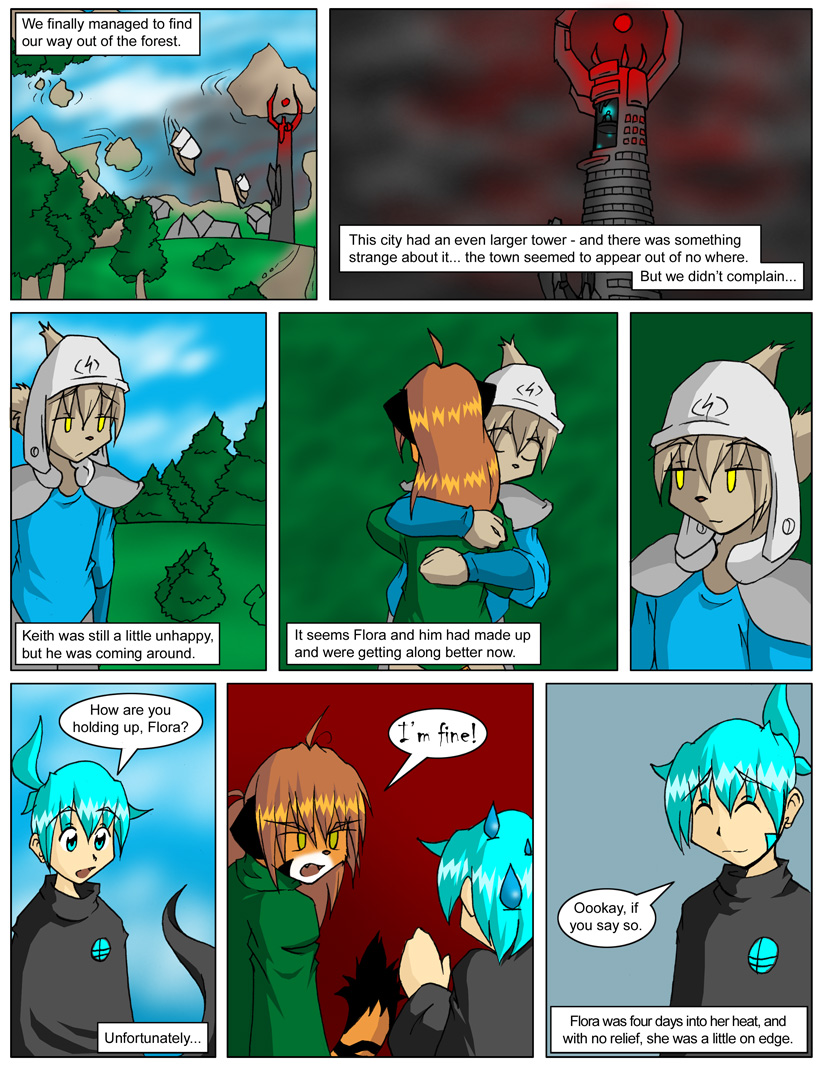 We finally managed to find
our way out of the forest.
This city had an even larger tower - and there was something
strange about it... the town seemed to appear out of no where.
But we didn't complain...
Keith was still a little unhappy,
but he was coming around.
It seems Flora and him had made up
and were getting along better now.
How are you
holding up, Flora?
Unfortunately...
I'm fine!
Oookay, if
you say so.
Flora was four days into her heat, and
with no relief, she was a little on edge.